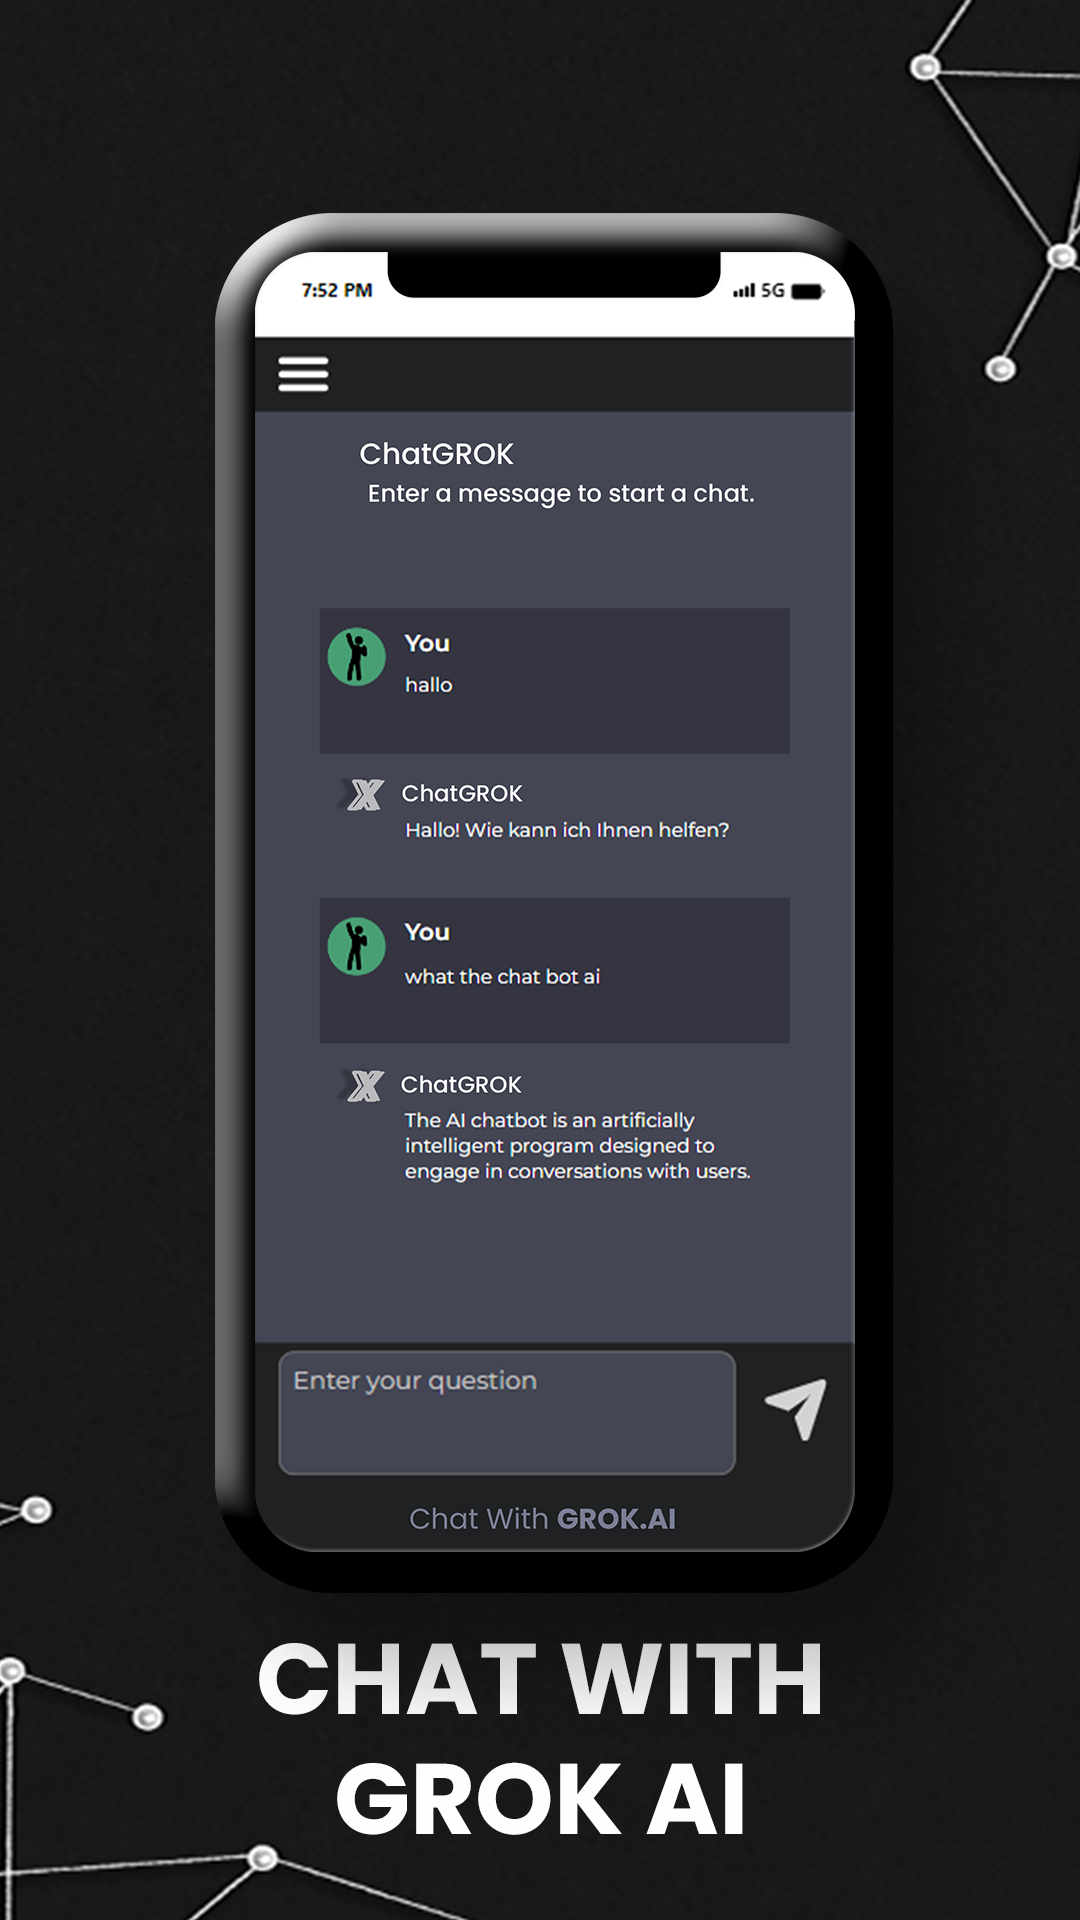 7:52 PM 5G
ChatGROK
Enter a message to start a chat.
You
hallo
X ChatGROK
Hallo! Wie kann ich Ihnen helfen?
You
what the chat bot ai
X ChatGROK
The AI chatbot is an artificially
intelligent program designed to
engage in conversations with users.
Enter your question
Chat With GROK.AI
CHAT WITH
GROK AI